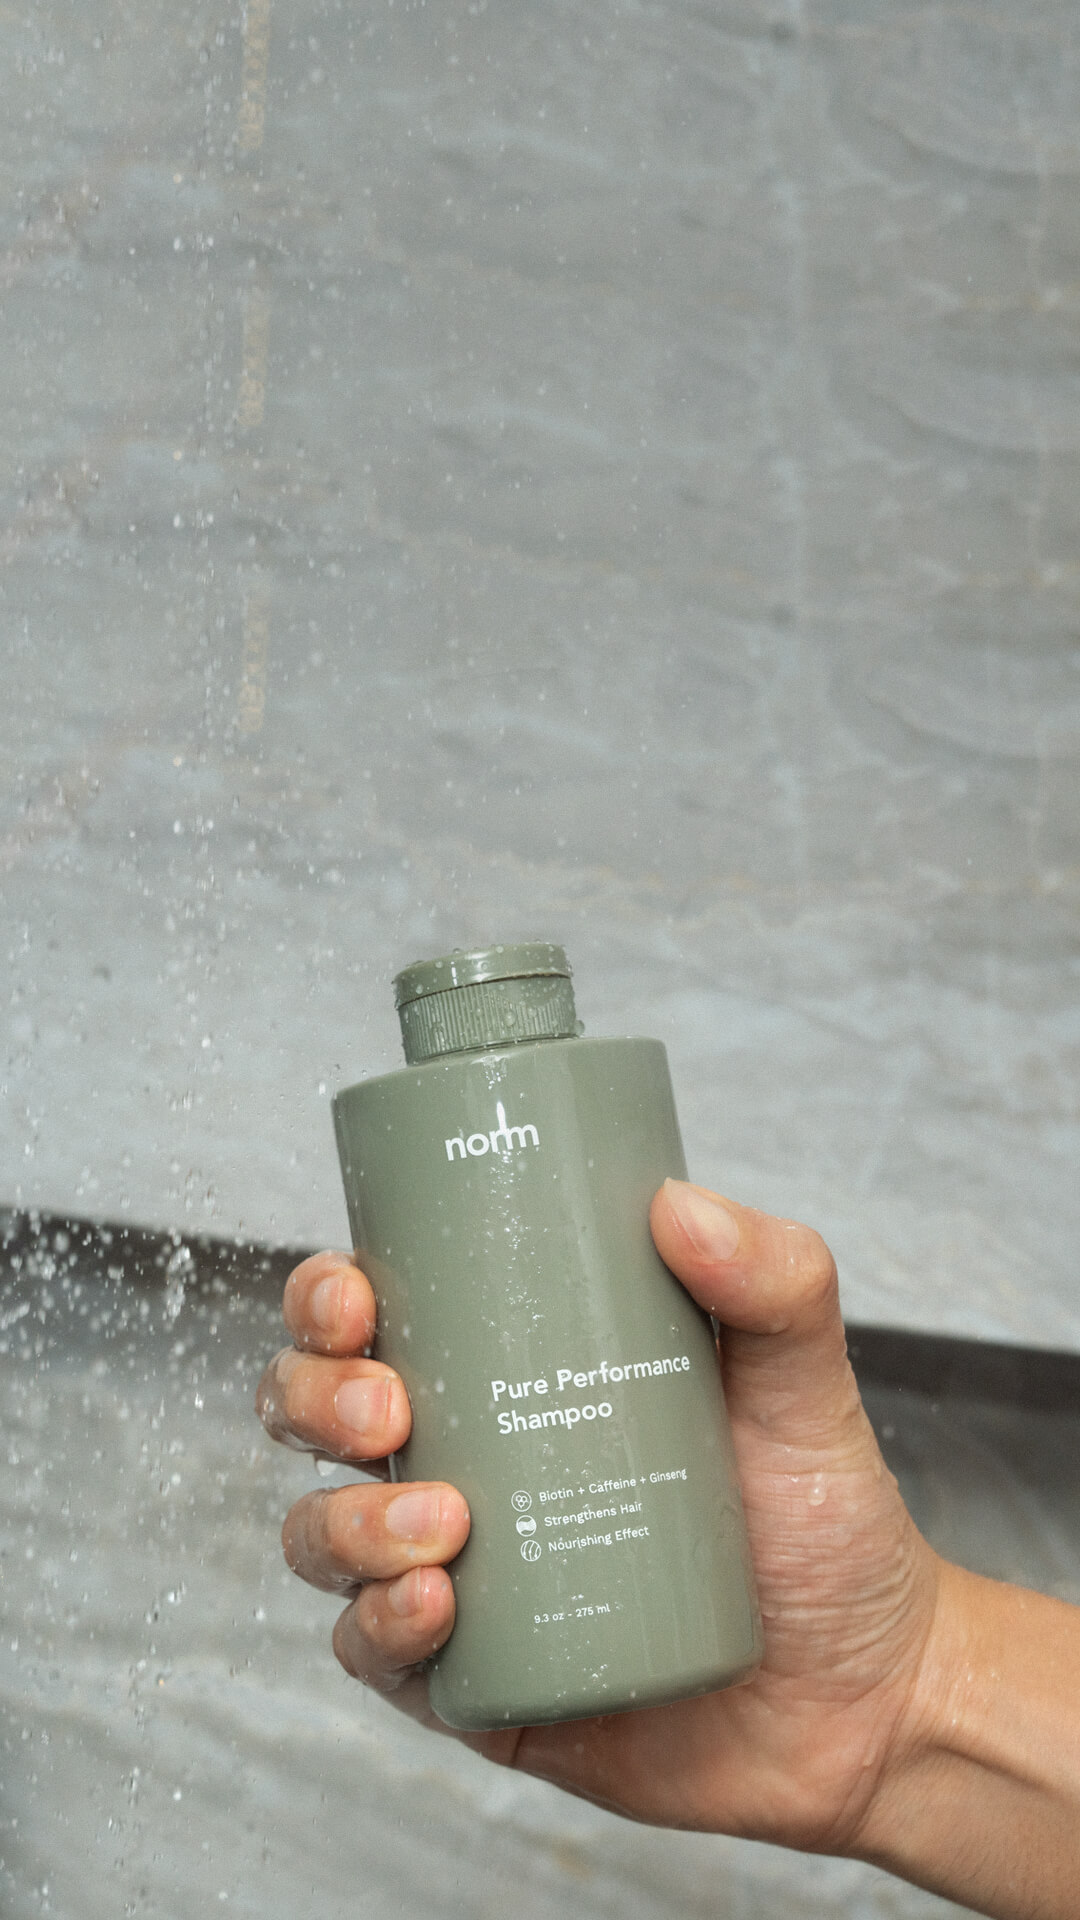 norm
Pure Performance
Shampoo
Biotin + Caffeine + Ginseng
Strengthens Hair
Nourishing Effect
9.3 oz - 275 ml